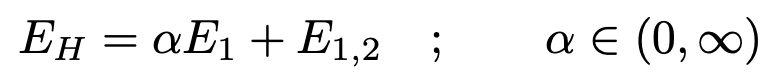 E_H = αE_1 + E_{1,2} ; α ∈ (0, ∞)